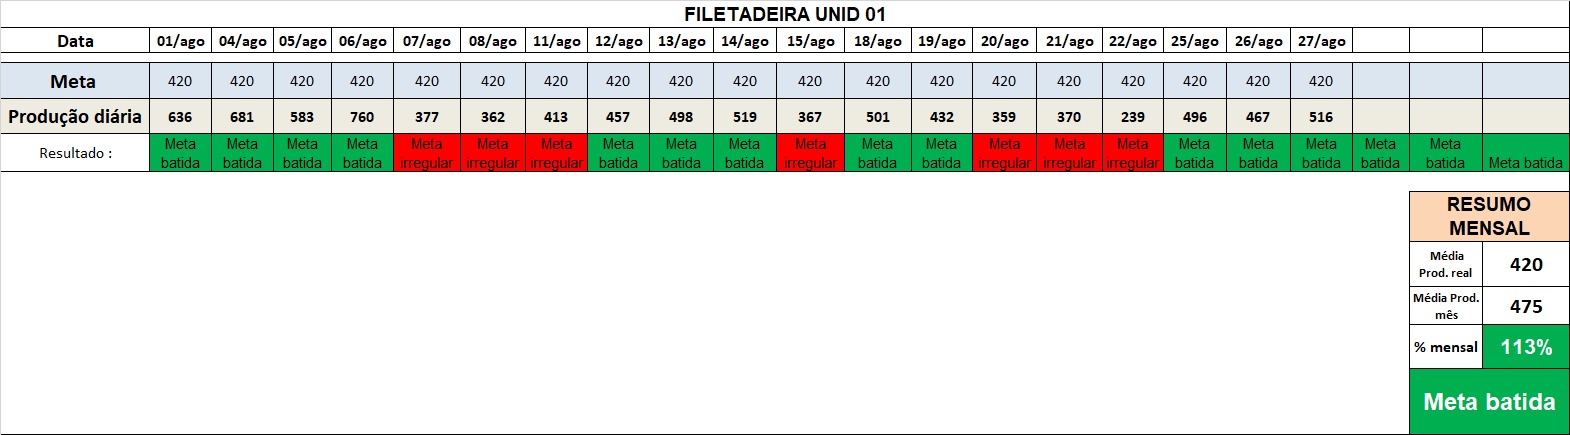 FILETADEIRA UNID 01
Data 01/ago 04/ago 05/ago 06/ago 07/ago 08/ago 11/ago 12/ago 13/ago 14/ago 15/ago 18/ago 19/ago 20/ago 21/ago 22/ago 25/ago 26/ago 27/ago
Meta 420 420 420 420 420 420 420 420 420 420 420 420 420 420 420 420 420 420 420
Produção diária 636 681 583 760 377 362 413 457 498 519 367 501 432 359 370 239 496 467 516
Resultado : Meta batida Meta batida Meta batida Meta batida Meta irregular Meta irregular Meta irregular Meta batida Meta batida Meta batida Meta irregular Meta batida Meta batida Meta irregular Meta irregular Meta irregular Meta batida Meta batida Meta batida Meta batida Meta batida Meta batida
RESUMO
MENSAL
Média
Prod. real 420
Média Prod.
mês 475
% mensal 113%
Meta batida